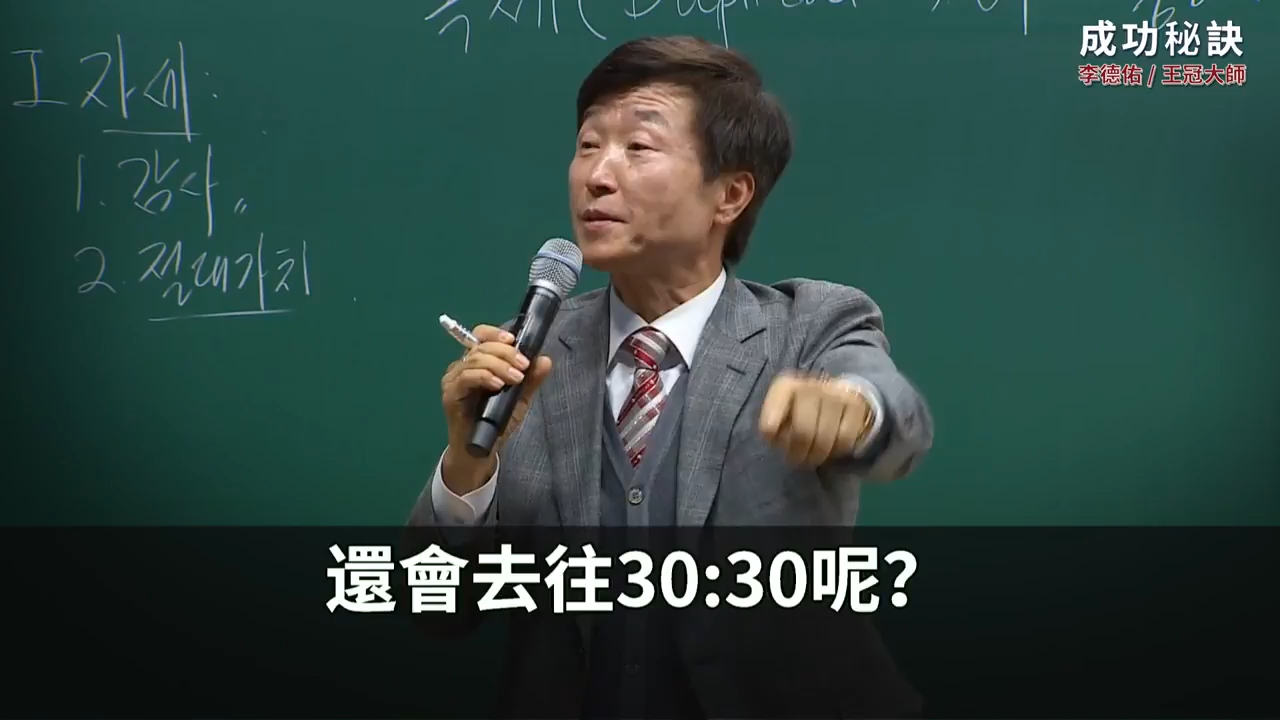 成功秘訣
李德佑 / 王冠大師
I 자세 :
1. 감사 〃
2. 절대가치
還會去往30:30呢?